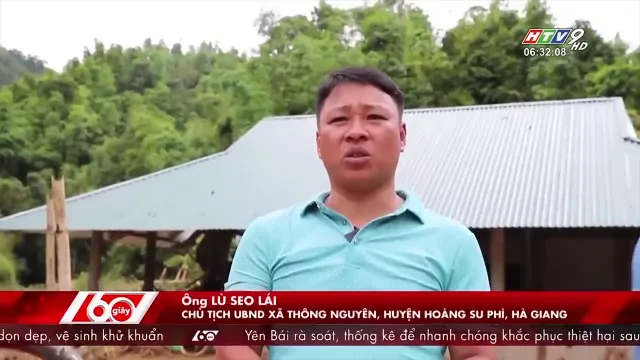 HTV9 HD
06:32:08
60 giây
Ông LÙ SEO LÁI
CHỦ TỊCH UBND XÃ THÔNG NGUYÊN, HUYỆN HOÀNG SU PHÌ, HÀ GIANG
dọn dẹp, vệ sinh khử khuẩn Yên Bái rà soát, thống kê để nhanh chóng khắc phục thiệt hại sau